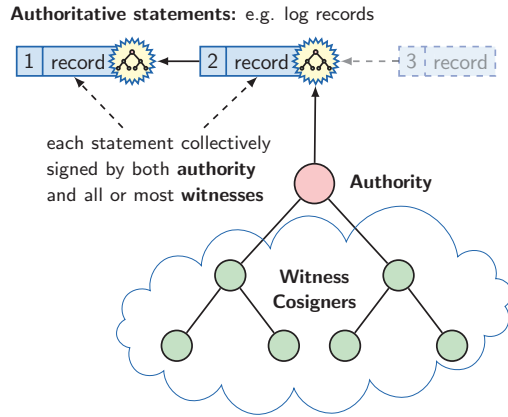 Authoritative statements: e.g. log records
1 record 2 record 3 record
each statement collectively
signed by both authority
and all or most witnesses
Authority
Witness
Cosigners